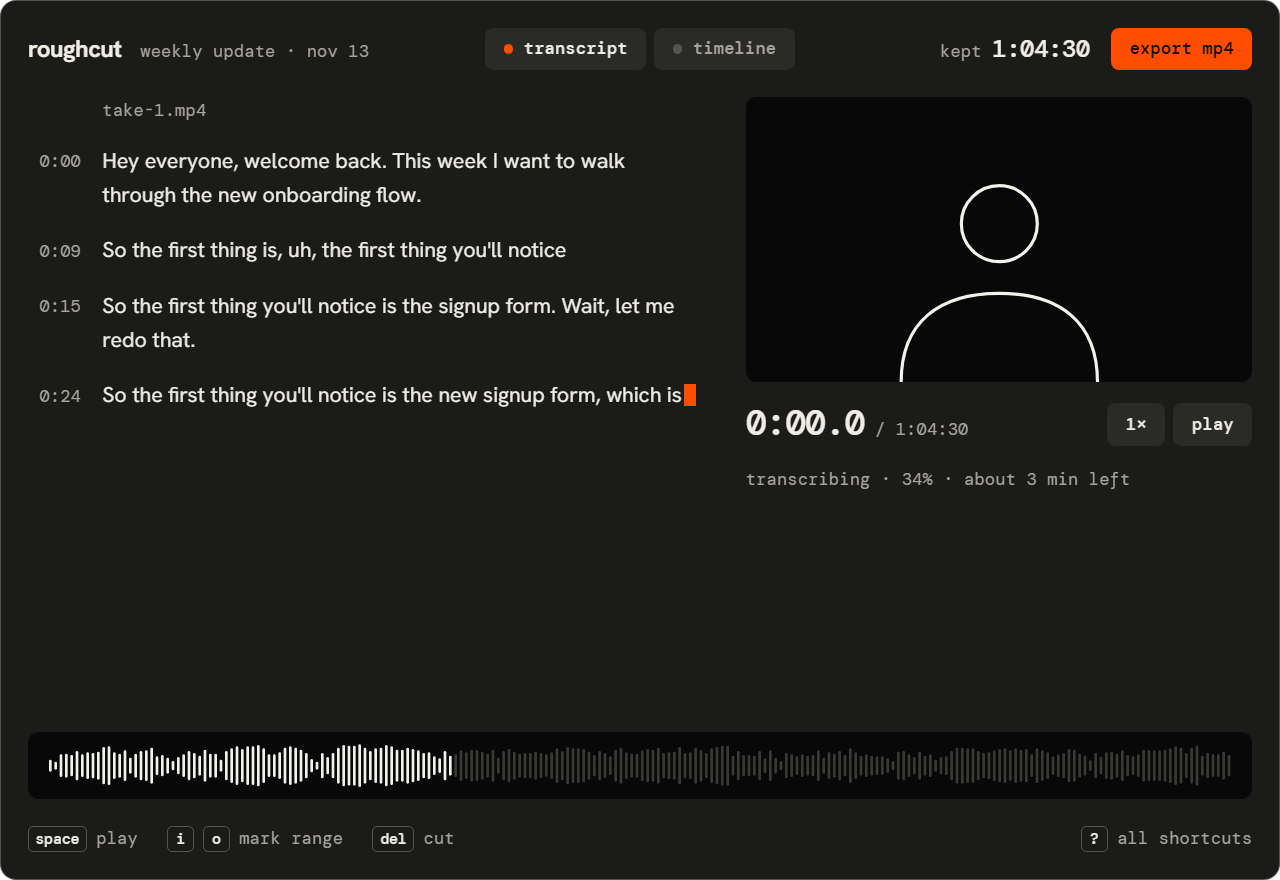 roughcut weekly update · nov 13
transcript
timeline
kept 1:04:30
export mp4
take-1.mp4
0:00 Hey everyone, welcome back. This week I want to walk
through the new onboarding flow.
0:09 So the first thing is, uh, the first thing you'll notice
0:15 So the first thing you'll notice is the signup form. Wait, let me
redo that.
0:24 So the first thing you'll notice is the new signup form, which is
0:00.0 / 1:04:30
1×
play
transcribing · 34% · about 3 min left
space play
i o mark range
del cut
? all shortcuts